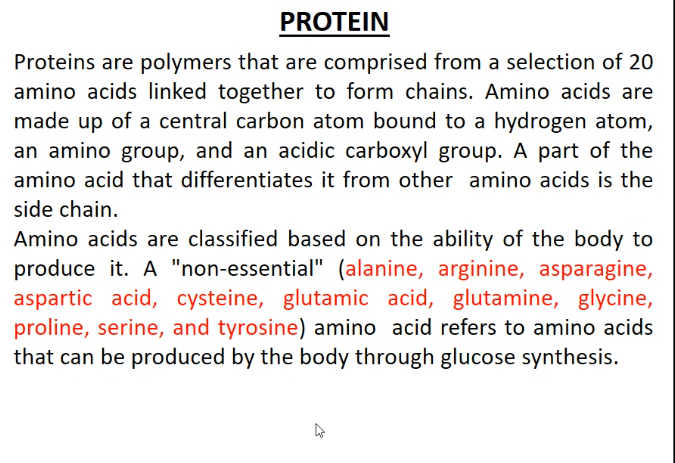 PROTEIN
Proteins are polymers that are comprised from a selection of 20
amino acids linked together to form chains. Amino acids are
made up of a central carbon atom bound to a hydrogen atom,
an amino group, and an acidic carboxyl group. A part of the
amino acid that differentiates it from other amino acids is the
side chain.
Amino acids are classified based on the ability of the body to
produce it. A "non-essential" (alanine, arginine, asparagine,
aspartic acid, cysteine, glutamic acid, glutamine, glycine,
proline, serine, and tyrosine) amino acid refers to amino acids
that can be produced by the body through glucose synthesis.